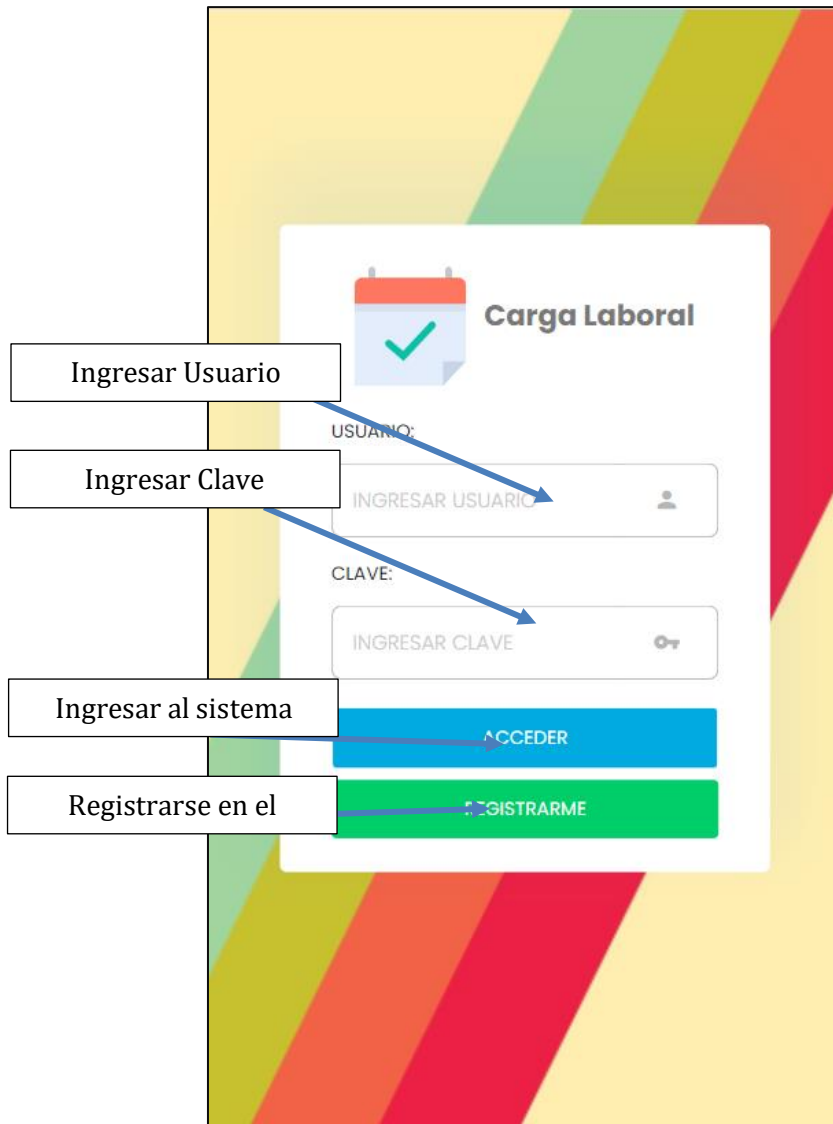 Carga Laboral
Ingresar Usuario
USUARIO:
Ingresar Clave
INGRESAR USUARIO
CLAVE:
INGRESAR CLAVE
Ingresar al sistema
ACCEDER
Registrarse en el
REGISTRARME